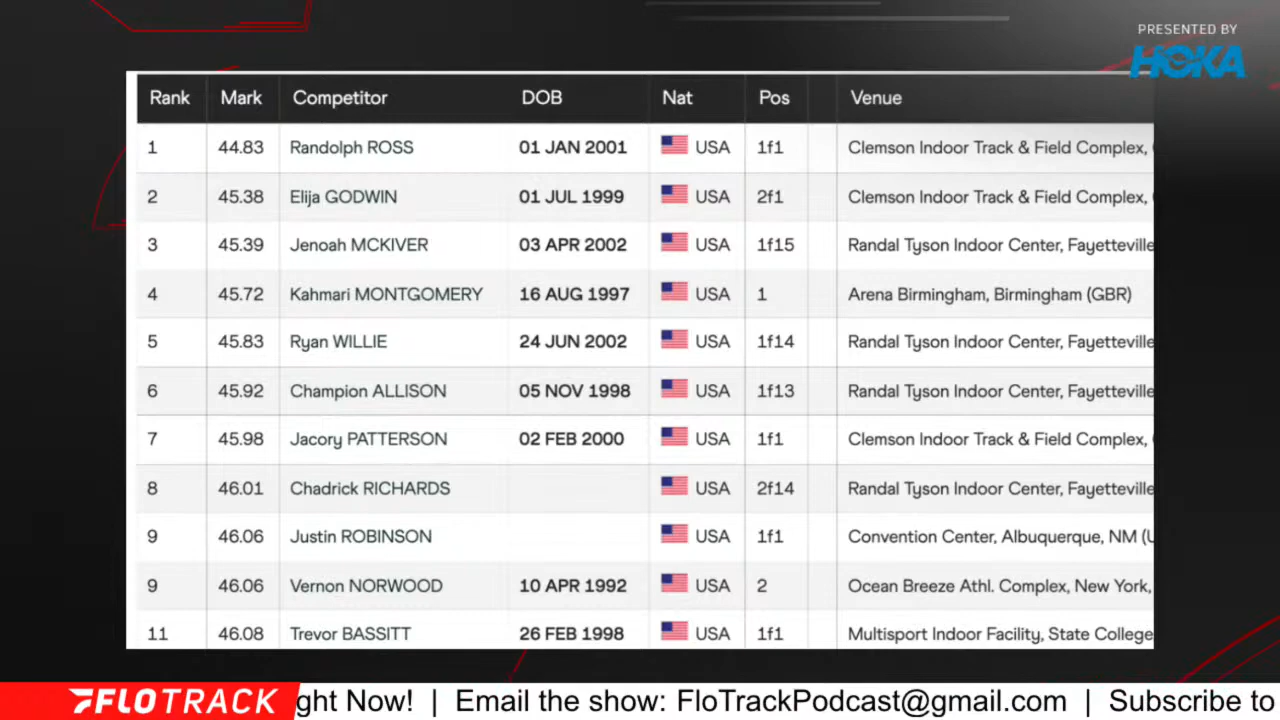 PRESENTED BY
HOKA
Rank Mark Competitor DOB Nat Pos Venue
1 44.83 Randolph ROSS 01 JAN 2001 USA 1f1 Clemson Indoor Track & Field Complex,
2 45.38 Elija GODWIN 01 JUL 1999 USA 2f1 Clemson Indoor Track & Field Complex,
3 45.39 Jenoah MCKIVER 03 APR 2002 USA 1f15 Randal Tyson Indoor Center, Fayetteville
4 45.72 Kahmari MONTGOMERY 16 AUG 1997 USA 1 Arena Birmingham, Birmingham (GBR)
5 45.83 Ryan WILLIE 24 JUN 2002 USA 1f14 Randal Tyson Indoor Center, Fayetteville
6 45.92 Champion ALLISON 05 NOV 1998 USA 1f13 Randal Tyson Indoor Center, Fayetteville
7 45.98 Jacory PATTERSON 02 FEB 2000 USA 1f1 Clemson Indoor Track & Field Complex,
8 46.01 Chadrick RICHARDS USA 2f14 Randal Tyson Indoor Center, Fayetteville
9 46.06 Justin ROBINSON USA 1f1 Convention Center, Albuquerque, NM (U
9 46.06 Vernon NORWOOD 10 APR 1992 USA 2 Ocean Breeze Athl. Complex, New York,
11 46.08 Trevor BASSITT 26 FEB 1998 USA 1f1 Multisport Indoor Facility, State College
FLOTRACK ght Now! | Email the show: FloTrackPodcast@gmail.com | Subscribe to